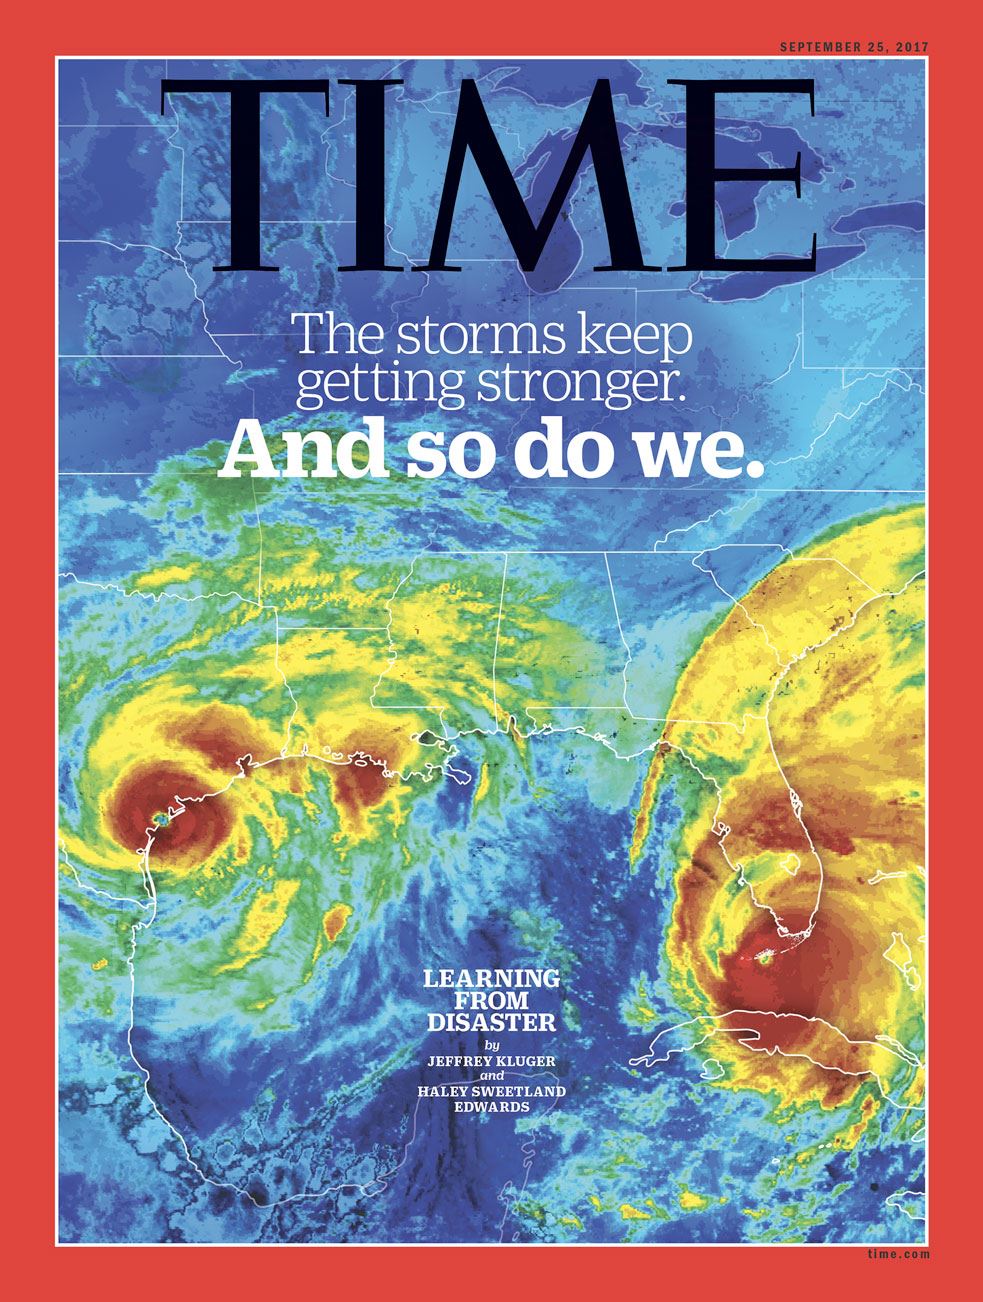 SEPTEMBER 25, 2017
TIME
The storms keep
getting stronger.
And so do we.
LEARNING
FROM
DISASTER
by
JEFFREY KLUGER
and
HALEY SWEETLAND
EDWARDS
time.com